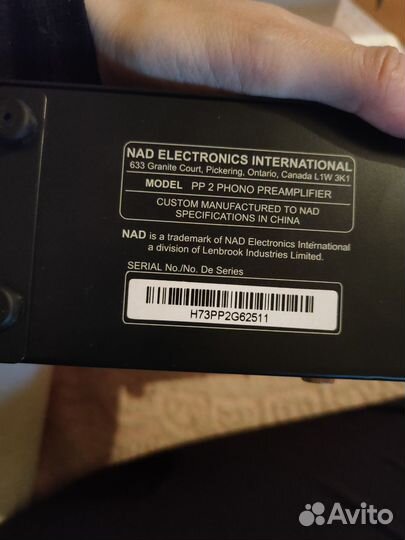 NAD ELECTRONICS INTERNATIONAL
633 Granite Court, Pickering, Ontario, Canada L1W 3K1
MODEL PP 2 PHONO PREAMPLIFIER
CUSTOM MANUFACTURED TO NAD
SPECIFICATIONS IN CHINA
NAD is a trademark of NAD Electronics International
a division of Lenbrook Industries Limited.
SERIAL No./No. De Series
H73PP2G62511
Avito